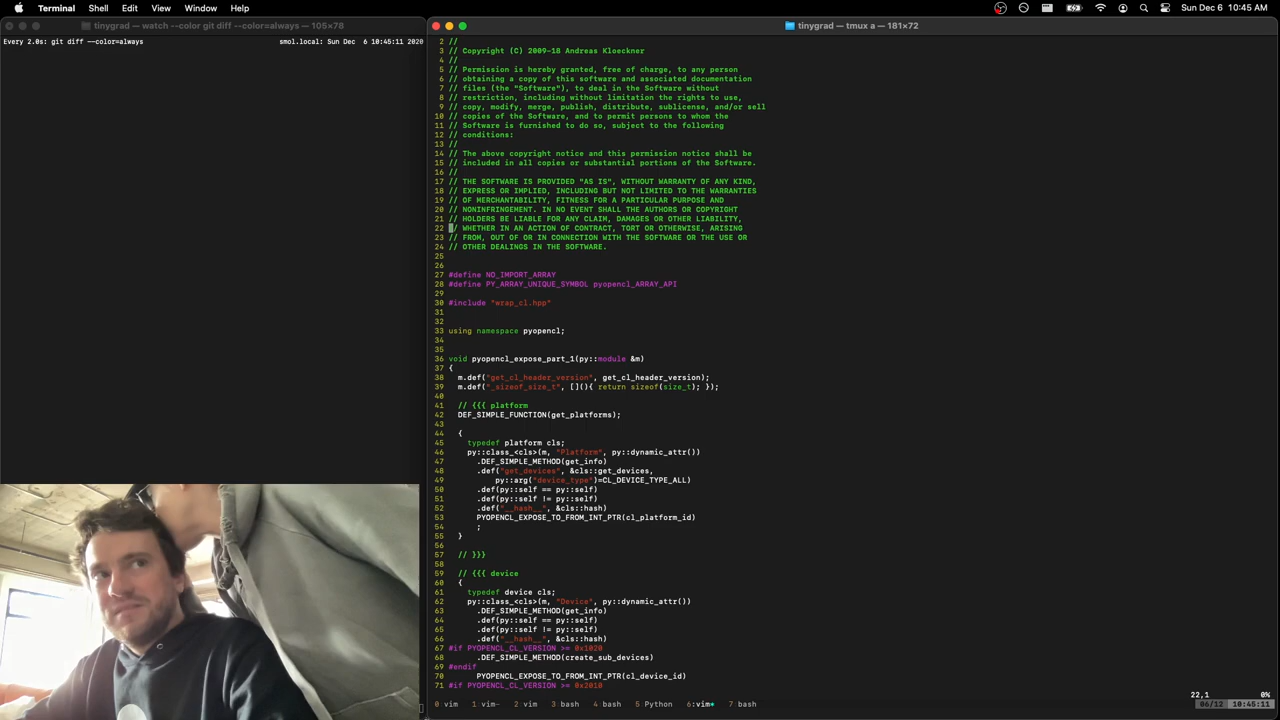 Terminal Shell Edit View Window Help Sun Dec 6 10:45 AM
tinygrad — watch --color git diff --color=always — 105×78
tinygrad — tmux a — 181×72
Every 2.0s: git diff --color=always smol.local: Sun Dec 6 10:45:11 2020
2 //
3 // Copyright (C) 2009-18 Andreas Kloeckner
4 //
5 // Permission is hereby granted, free of charge, to any person
6 // obtaining a copy of this software and associated documentation
7 // files (the "Software"), to deal in the Software without
8 // restriction, including without limitation the rights to use,
9 // copy, modify, merge, publish, distribute, sublicense, and/or sell
10 // copies of the Software, and to permit persons to whom the
11 // Software is furnished to do so, subject to the following
12 // conditions:
13 //
14 // The above copyright notice and this permission notice shall be
15 // included in all copies or substantial portions of the Software.
16 //
17 // THE SOFTWARE IS PROVIDED "AS IS", WITHOUT WARRANTY OF ANY KIND,
18 // EXPRESS OR IMPLIED, INCLUDING BUT NOT LIMITED TO THE WARRANTIES
19 // OF MERCHANTABILITY, FITNESS FOR A PARTICULAR PURPOSE AND
20 // NONINFRINGEMENT. IN NO EVENT SHALL THE AUTHORS OR COPYRIGHT
21 // HOLDERS BE LIABLE FOR ANY CLAIM, DAMAGES OR OTHER LIABILITY,
22 // WHETHER IN AN ACTION OF CONTRACT, TORT OR OTHERWISE, ARISING
23 // FROM, OUT OF OR IN CONNECTION WITH THE SOFTWARE OR THE USE OR
24 // OTHER DEALINGS IN THE SOFTWARE.
25
26
27 #define NO_IMPORT_ARRAY
28 #define PY_ARRAY_UNIQUE_SYMBOL pyopencl_ARRAY_API
29
30 #include "wrap_cl.hpp"
31
32
33 using namespace pyopencl;
34
35
36 void pyopencl_expose_part_1(py::module &m)
37 {
38 m.def("get_cl_header_version", get_cl_header_version);
39 m.def("_sizeof_size_t", [](){ return sizeof(size_t); });
40
41 // {{{ platform
42 DEF_SIMPLE_FUNCTION(get_platforms);
43
44 {
45 typedef platform cls;
46 py::class_<cls>(m, "Platform", py::dynamic_attr())
47 .DEF_SIMPLE_METHOD(get_info)
48 .def("get_devices", &cls::get_devices,
49 py::arg("device_type")=CL_DEVICE_TYPE_ALL)
50 .def(py::self == py::self)
51 .def(py::self != py::self)
52 .def("__hash__", &cls::hash)
53 PYOPENCL_EXPOSE_TO_FROM_INT_PTR(cl_platform_id)
54 ;
55 }
56
57 // }}}
58
59 // {{{ device
60 {
61 typedef device cls;
62 py::class_<cls>(m, "Device", py::dynamic_attr())
63 .DEF_SIMPLE_METHOD(get_info)
64 .def(py::self == py::self)
65 .def(py::self != py::self)
66 .def("__hash__", &cls::hash)
67 #if PYOPENCL_CL_VERSION >= 0x1020
68 .DEF_SIMPLE_METHOD(create_sub_devices)
69 #endif
70 PYOPENCL_EXPOSE_TO_FROM_INT_PTR(cl_device_id)
71 #if PYOPENCL_CL_VERSION >= 0x2010
22,1 0%
0 vim 1 vim- 2 vim 3 bash 4 bash 5 Python 6:vim* 7 bash 06/12 10:45:11